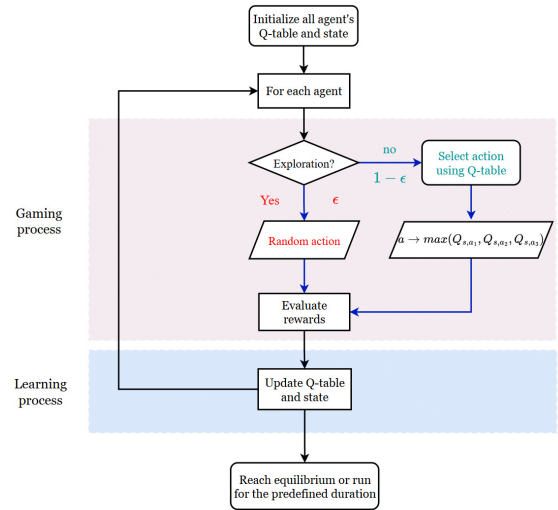 Initialize all agent's
Q-table and state
For each agent
Exploration?
no
1 − ϵ
Select action
using Q-table
Yes
ϵ
Gaming
process
Random action
a → max(Q_{s,a_1}, Q_{s,a_2}, Q_{s,a_3})
Evaluate
rewards
Learning
process
Update Q-table
and state
Reach equilibrium or run
for the predefined duration